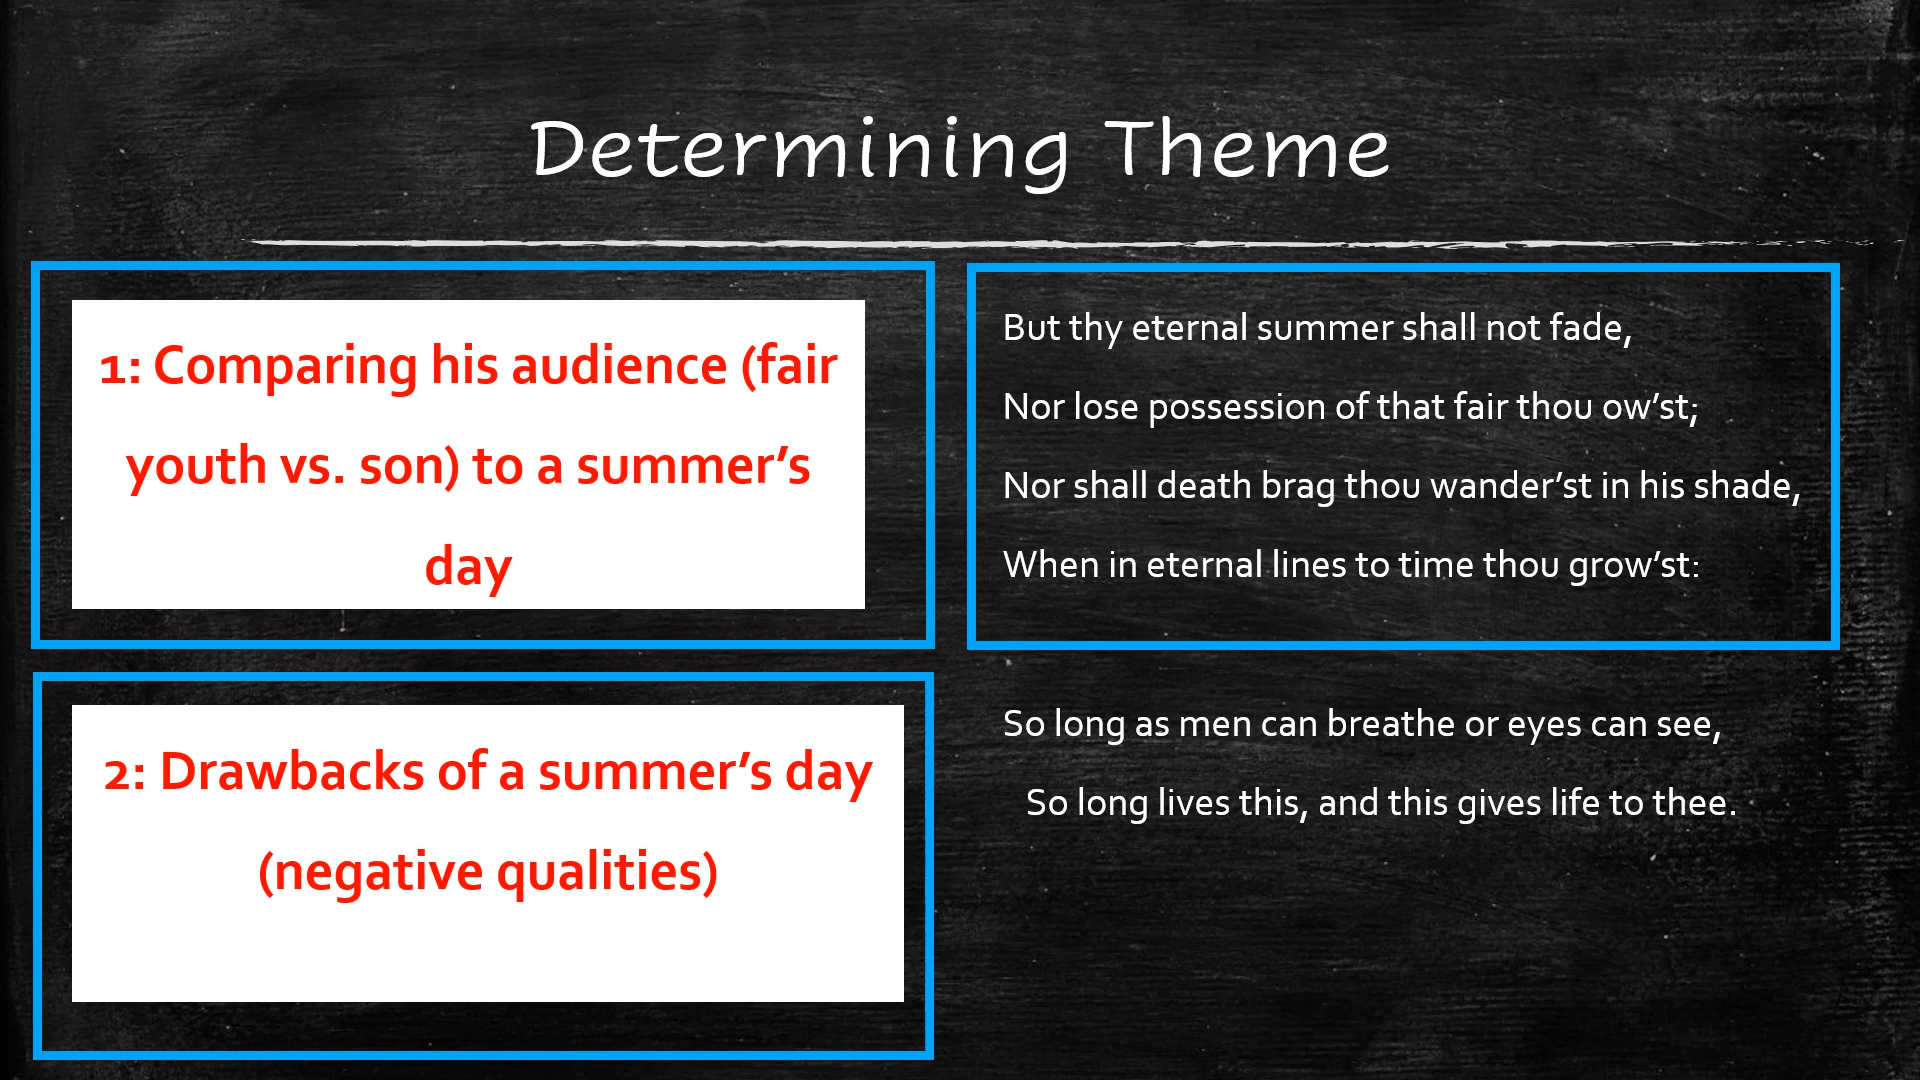 Determining Theme
1: Comparing his audience (fair
youth vs. son) to a summer’s
day
2: Drawbacks of a summer’s day
(negative qualities)
But thy eternal summer shall not fade,
Nor lose possession of that fair thou ow’st;
Nor shall death brag thou wander’st in his shade,
When in eternal lines to time thou grow’st:
So long as men can breathe or eyes can see,
So long lives this, and this gives life to thee.